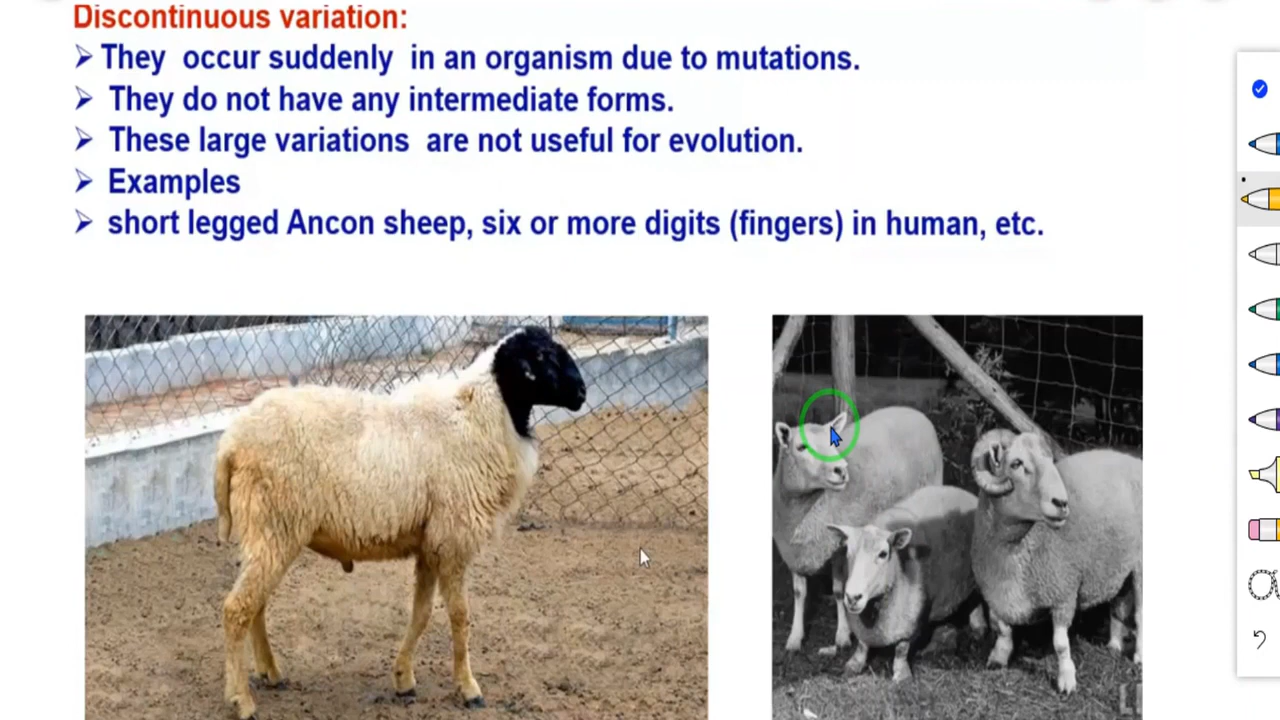 Discontinuous variation:
➢ They occur suddenly in an organism due to mutations.
➢ They do not have any intermediate forms.
➢ These large variations are not useful for evolution.
➢ Examples
➢ short legged Ancon sheep, six or more digits (fingers) in human, etc.